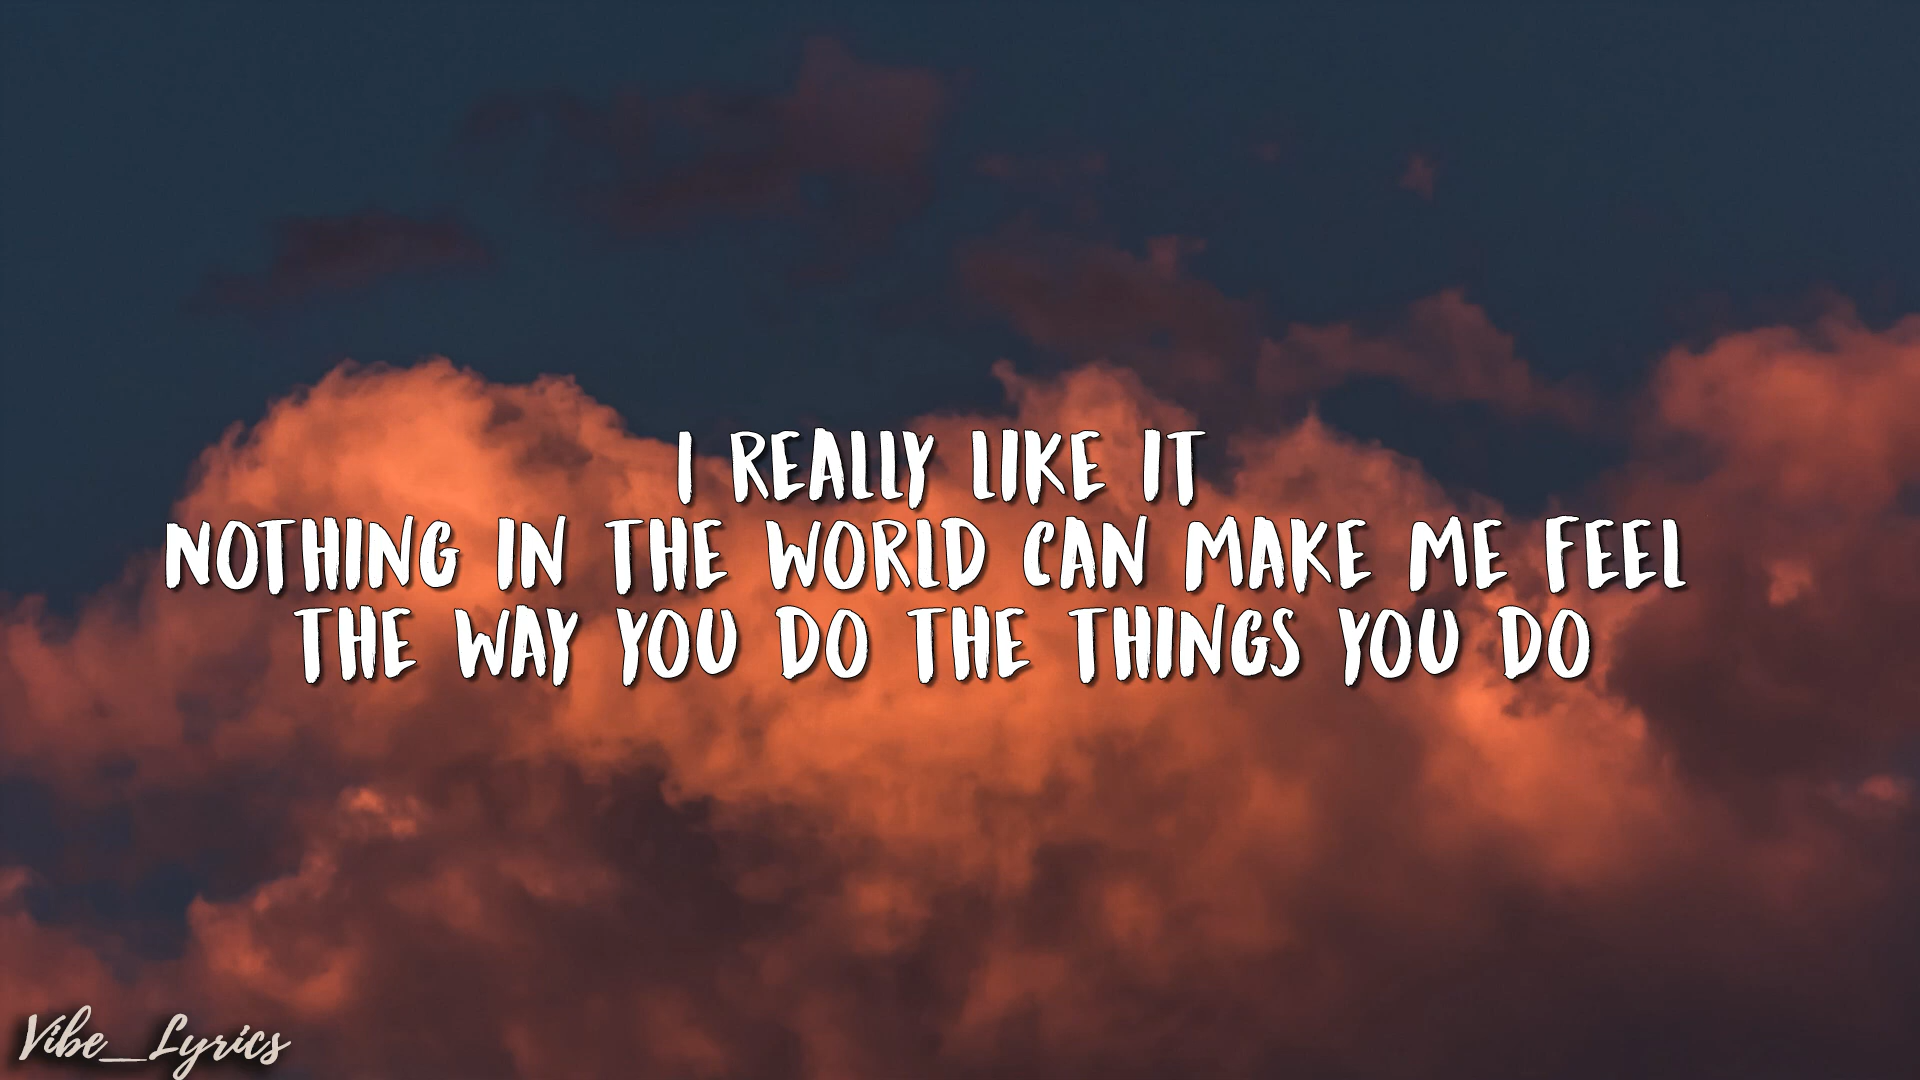 I REALLY LIKE IT
NOTHING IN THE WORLD CAN MAKE ME FEEL
THE WAY YOU DO THE THINGS YOU DO
Vibe_Lyrics